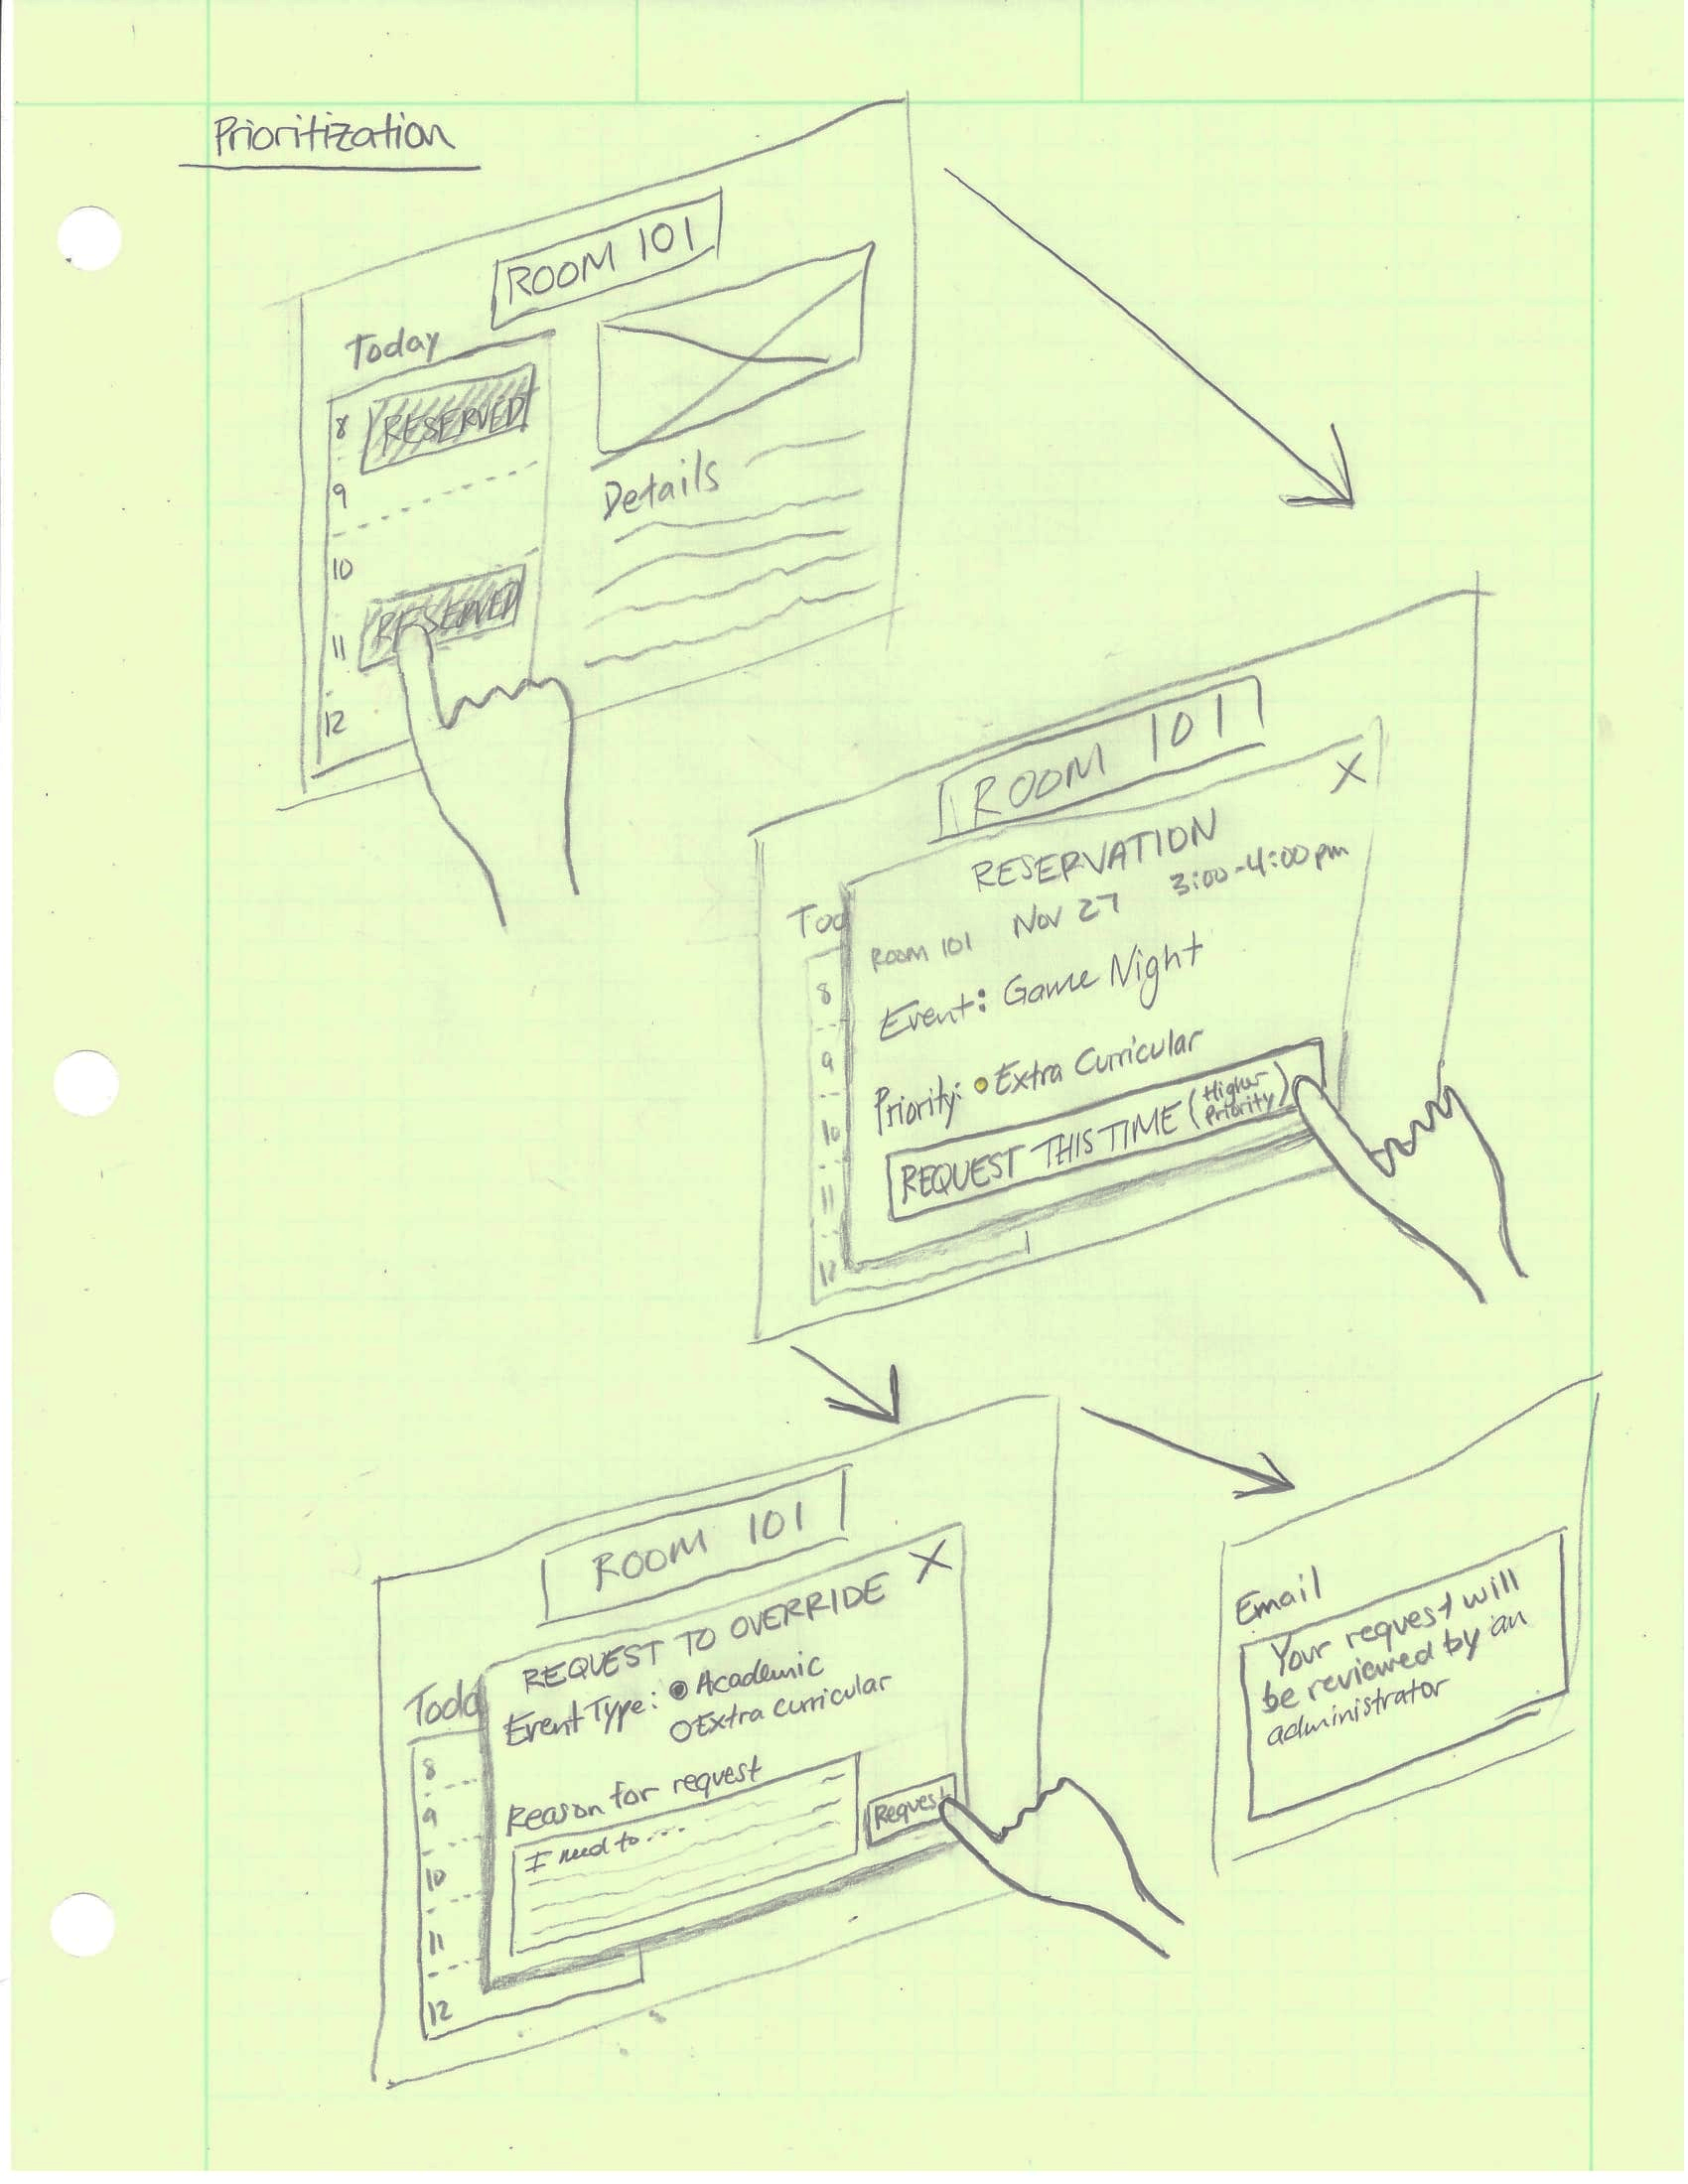 Prioritization
ROOM 101
Today
8
RESERVED
9
10
RESERVED
11
12
Details
ROOM 101
X
RESERVATION
Room 101 Nov 27 3:00-4:00pm
Event: Game Night
Priority: Extra Curricular
REQUEST THIS TIME (Higher Priority)
Tod
8
9
10
11
12
ROOM 101
X
REQUEST TO OVERRIDE
Event Type: Academic
Extra curricular
Reason for request
I need to ...
Request
Toda
8
9
10
11
12
Email
Your request will
be reviewed by an
administrator